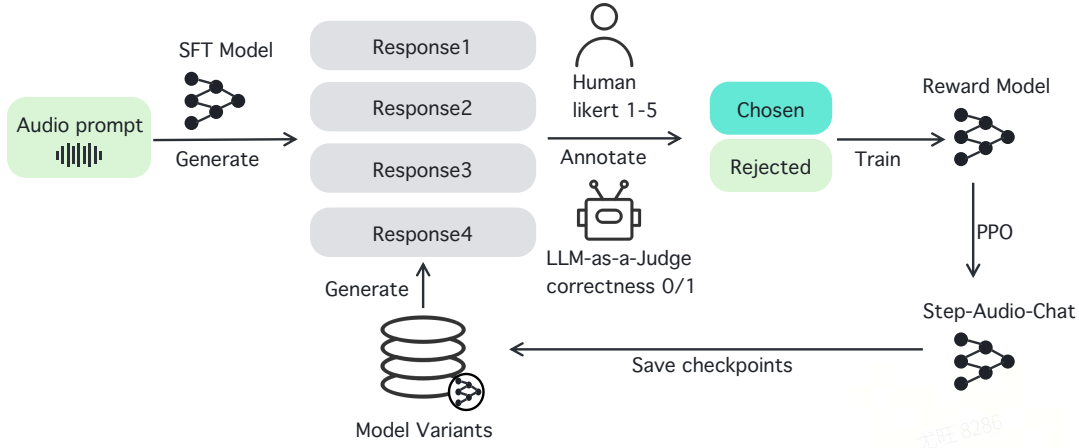 SFT Model
Audio prompt
Generate
Response1
Response2
Response3
Response4
Human
likert 1-5
Annotate
LLM-as-a-Judge
correctness 0/1
Chosen
Rejected
Train
Reward Model
PPO
Step-Audio-Chat
Save checkpoints
Generate
Model Variants
8286